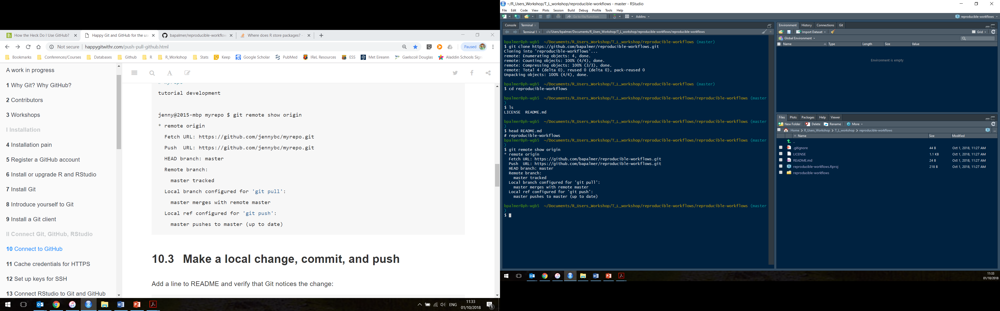 How the Heck Do I Use GitHub?
Happy Git and GitHub for the use
bapalmer/reproducible-workflow
Where does R store packages? -
Not secure | happygitwithr.com/push-pull-github.html
Paused
Bookmarks
Conferences/Courses
Databases
Github
R
R_Workshop
Stats
Keep
Google Scholar
PubMed
IReL Resources
ESS
Met Eireann
Gaelscoil Douglas
Aladdin Schools Sign
A work in progress
1 Why Git? Why GitHub?
2 Contributors
3 Workshops
I Installation
4 Installation pain
5 Register a GitHub account
6 Install or upgrade R and RStudio
7 Install Git
8 Introduce yourself to Git
9 Install a Git client
II Connect Git, GitHub, RStudio
10 Connect to GitHub
11 Cache credentials for HTTPS
12 Set up keys for SSH
13 Connect RStudio to Git and GitHub
# myrepo
tutorial development
jenny@2015-mbp myrepo $ git remote show origin
* remote origin
Fetch URL: https://github.com/jennybc/myrepo.git
Push  URL: https://github.com/jennybc/myrepo.git
HEAD branch: master
Remote branch:
master tracked
Local branch configured for 'git pull':
master merges with remote master
Local ref configured for 'git push':
master pushes to master (up to date)
10.3 Make a local change, commit, and push
Add a line to README and verify that Git notices the change:
ENG
11:33
01/10/2018
1
~/R_Users_Workshop/T_L_workshop/reproducible-workflows - master - RStudio
File Edit Code View Plots Session Build Debug Profile Tools Help
Go to file/function
Addins
reproducible-workflows
Console Terminal
Terminal 1
:/c/Users/bpalmer/Documents/R_Users_Workshop/T_L_workshop/reproducible-workflows/reproducible-workflows
bpalmer@ph-wgb5 ~/Documents/R_Users_Workshop/T_L_workshop/reproducible-workflows (master)
$ git clone https://github.com/bapalmer/reproducible-workflows.git
Cloning into 'reproducible-workflows'...
remote: Enumerating objects: 4, done.
remote: Counting objects: 100% (4/4), done.
remote: Compressing objects: 100% (3/3), done.
remote: Total 4 (delta 0), reused 0 (delta 0), pack-reused 0
Unpacking objects: 100% (4/4), done.
bpalmer@ph-wgb5 ~/Documents/R_Users_Workshop/T_L_workshop/reproducible-workflows (master)
$ cd reproducible-workflows
bpalmer@ph-wgb5 ~/Documents/R_Users_Workshop/T_L_workshop/reproducible-workflows/reproducible-workflows (master
)
$ ls
LICENSE  README.md
bpalmer@ph-wgb5 ~/Documents/R_Users_Workshop/T_L_workshop/reproducible-workflows/reproducible-workflows (master
)
$ head README.md
# reproducible-workflows
bpalmer@ph-wgb5 ~/Documents/R_Users_Workshop/T_L_workshop/reproducible-workflows/reproducible-workflows (master
)
$ git remote show origin
* remote origin
Fetch URL: https://github.com/bapalmer/reproducible-workflows.git
Push  URL: https://github.com/bapalmer/reproducible-workflows.git
HEAD branch: master
Remote branch:
master tracked
Local branch configured for 'git pull':
master merges with remote master
Local ref configured for 'git push':
master pushes to master (up to date)
bpalmer@ph-wgb5 ~/Documents/R_Users_Workshop/T_L_workshop/reproducible-workflows/reproducible-workflows (master
)
$
Environment History Connections Git
Import Dataset
Grid
Global Environment
Name Type Length Size Value
Environment is empty
Files Plots Packages Help Viewer
New Folder Delete Rename More
Home R_Users_Workshop T_L_workshop reproducible-workflows
...
Name Size Modified
..
.gitignore 44 B Oct 1, 2018, 11:27 AM
LICENSE 1.1 KB Oct 1, 2018, 11:27 AM
README.md 24 B Oct 1, 2018, 11:27 AM
reproducible-workflows.Rproj 218 B Oct 1, 2018, 11:27 AM
reproducible-workflows
11:33
01/10/2018